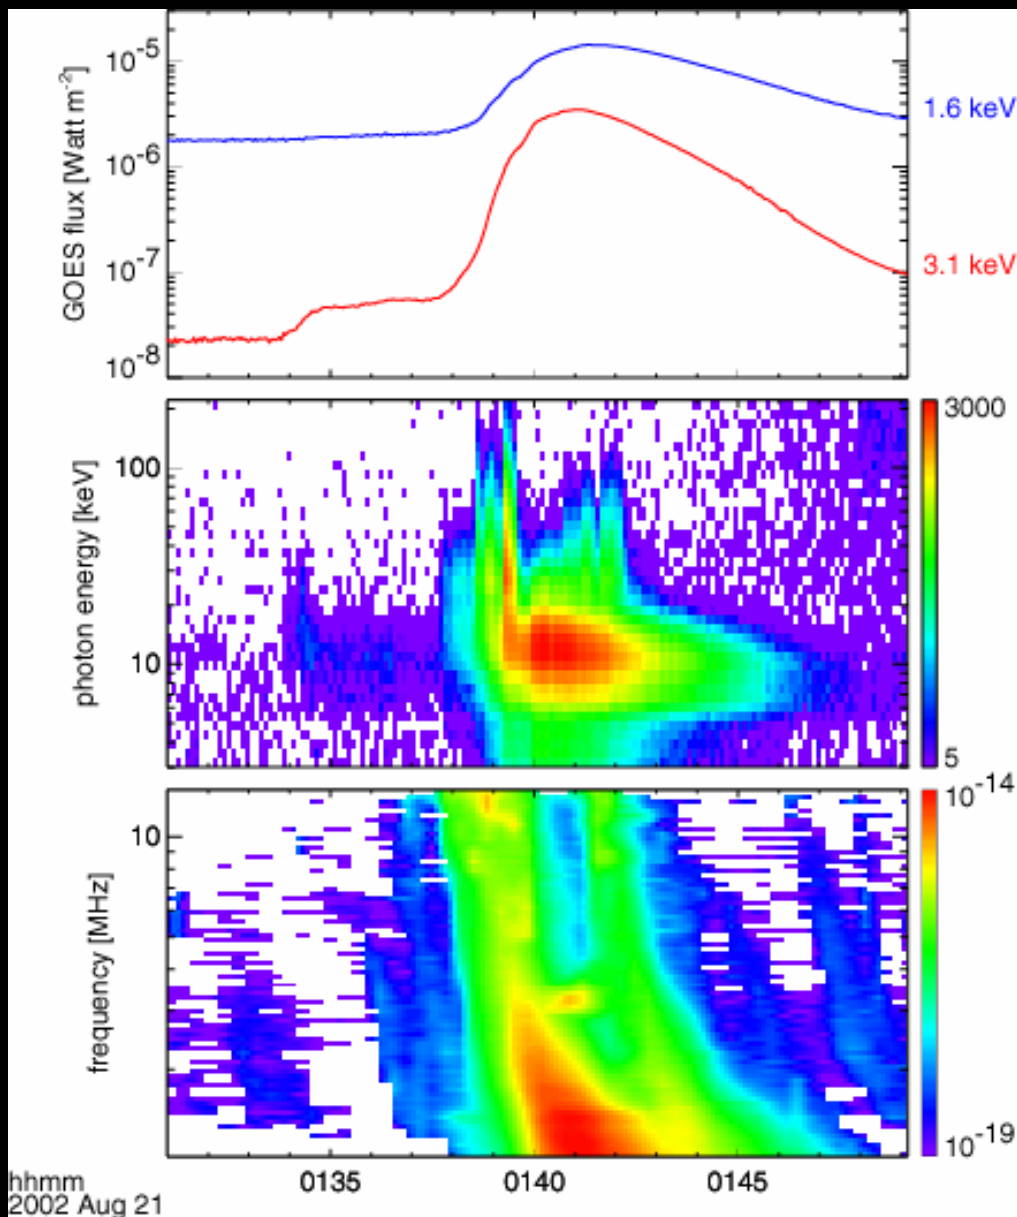 GOES flux [Watt m⁻²]
10⁻⁵
10⁻⁶
10⁻⁷
10⁻⁸
1.6 keV
3.1 keV
photon energy [keV]
100
10
3000
5
frequency [MHz]
10
10⁻¹⁴
10⁻¹⁹
hhmm
0135 0140 0145
2002 Aug 21